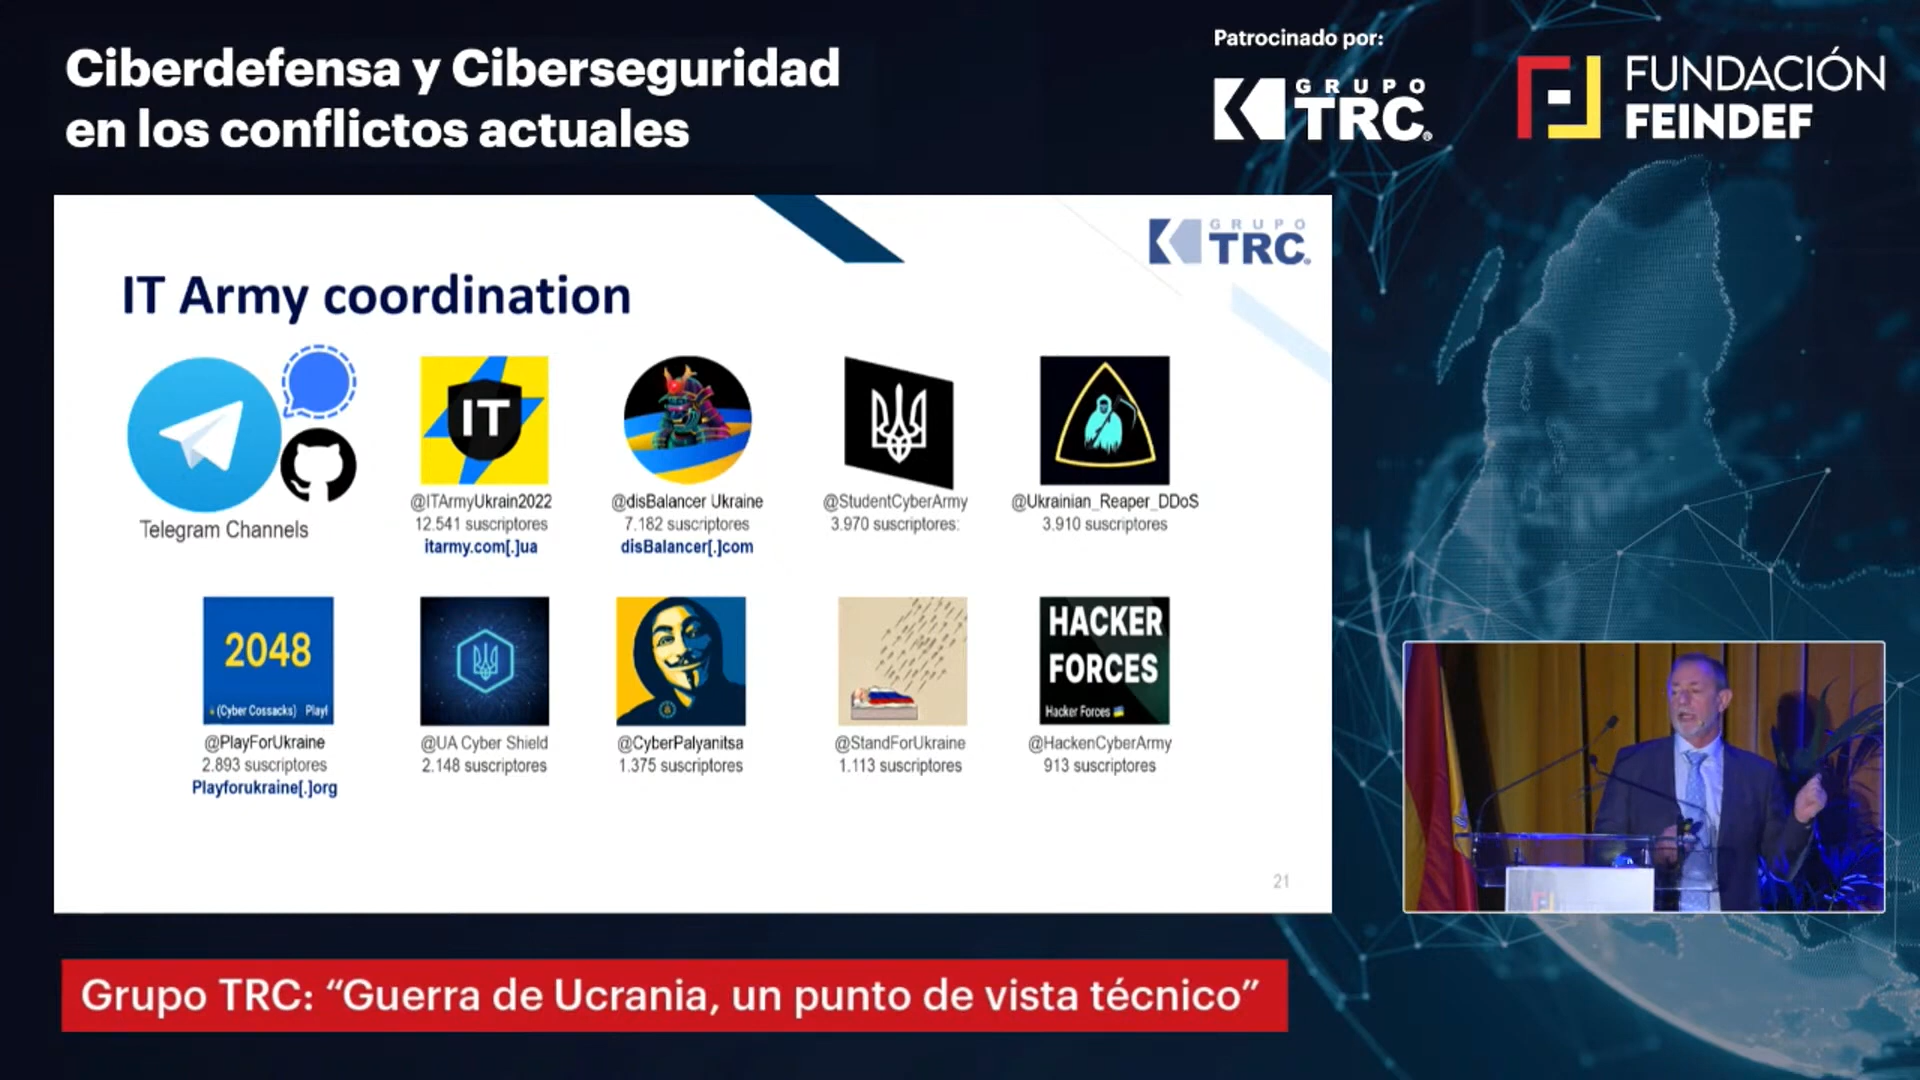 Ciberdefensa y Ciberseguridad
en los conflictos actuales
Patrocinado por:
GRUPO
TRC®
FUNDACIÓN
FEINDEF
GRUPO
TRC®
IT Army coordination
IT
Telegram Channels
@ITArmyUkrain2022
12.541 suscriptores
itarmy.com[.]ua
@disBalancer Ukraine
7.182 suscriptores
disBalancer[.]com
@StudentCyberArmy
3.970 suscriptores:
@Ukrainian_Reaper_DDoS
3.910 suscriptores
2048
(Cyber Cossacks) Play!
@PlayForUkraine
2.893 suscriptores
Playforukraine[.]org
@UA Cyber Shield
2.148 suscriptores
@CyberPalyanitsa
1.375 suscriptores
@StandForUkraine
1.113 suscriptores
HACKER
FORCES
Hacker Forces
@HackenCyberArmy
913 suscriptores
21
Grupo TRC: “Guerra de Ucrania, un punto de vista técnico”